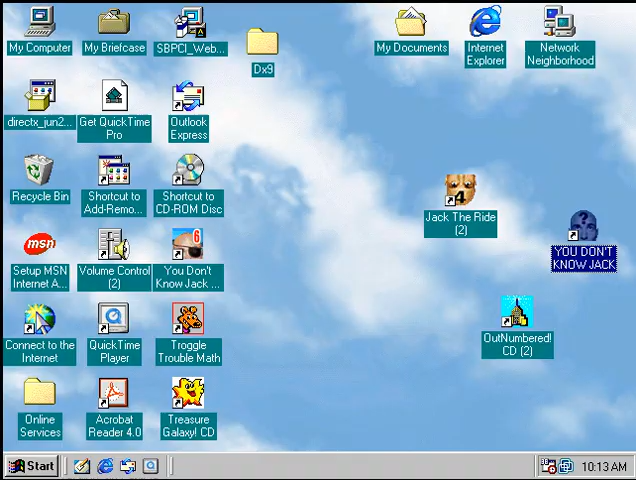 My Computer
My Briefcase
SBPCI_Web...
Dx9
My Documents
Internet
Explorer
Network
Neighborhood
directx_jun2...
Get QuickTime
Pro
Outlook
Express
Recycle Bin
Shortcut to
Add-Remo...
Shortcut to
CD-ROM Disc
4
Jack The Ride
(2)
?
YOU DON'T
KNOW JACK
msn
Setup MSN
Internet A...
Volume Control
(2)
6
You Don't
Know Jack ...
Connect to the
Internet
QuickTime
Player
Troggle
Trouble Math
OutNumbered!
CD (2)
Online
Services
Acrobat
Reader 4.0
Treasure
Galaxy! CD
Start
10:13 AM